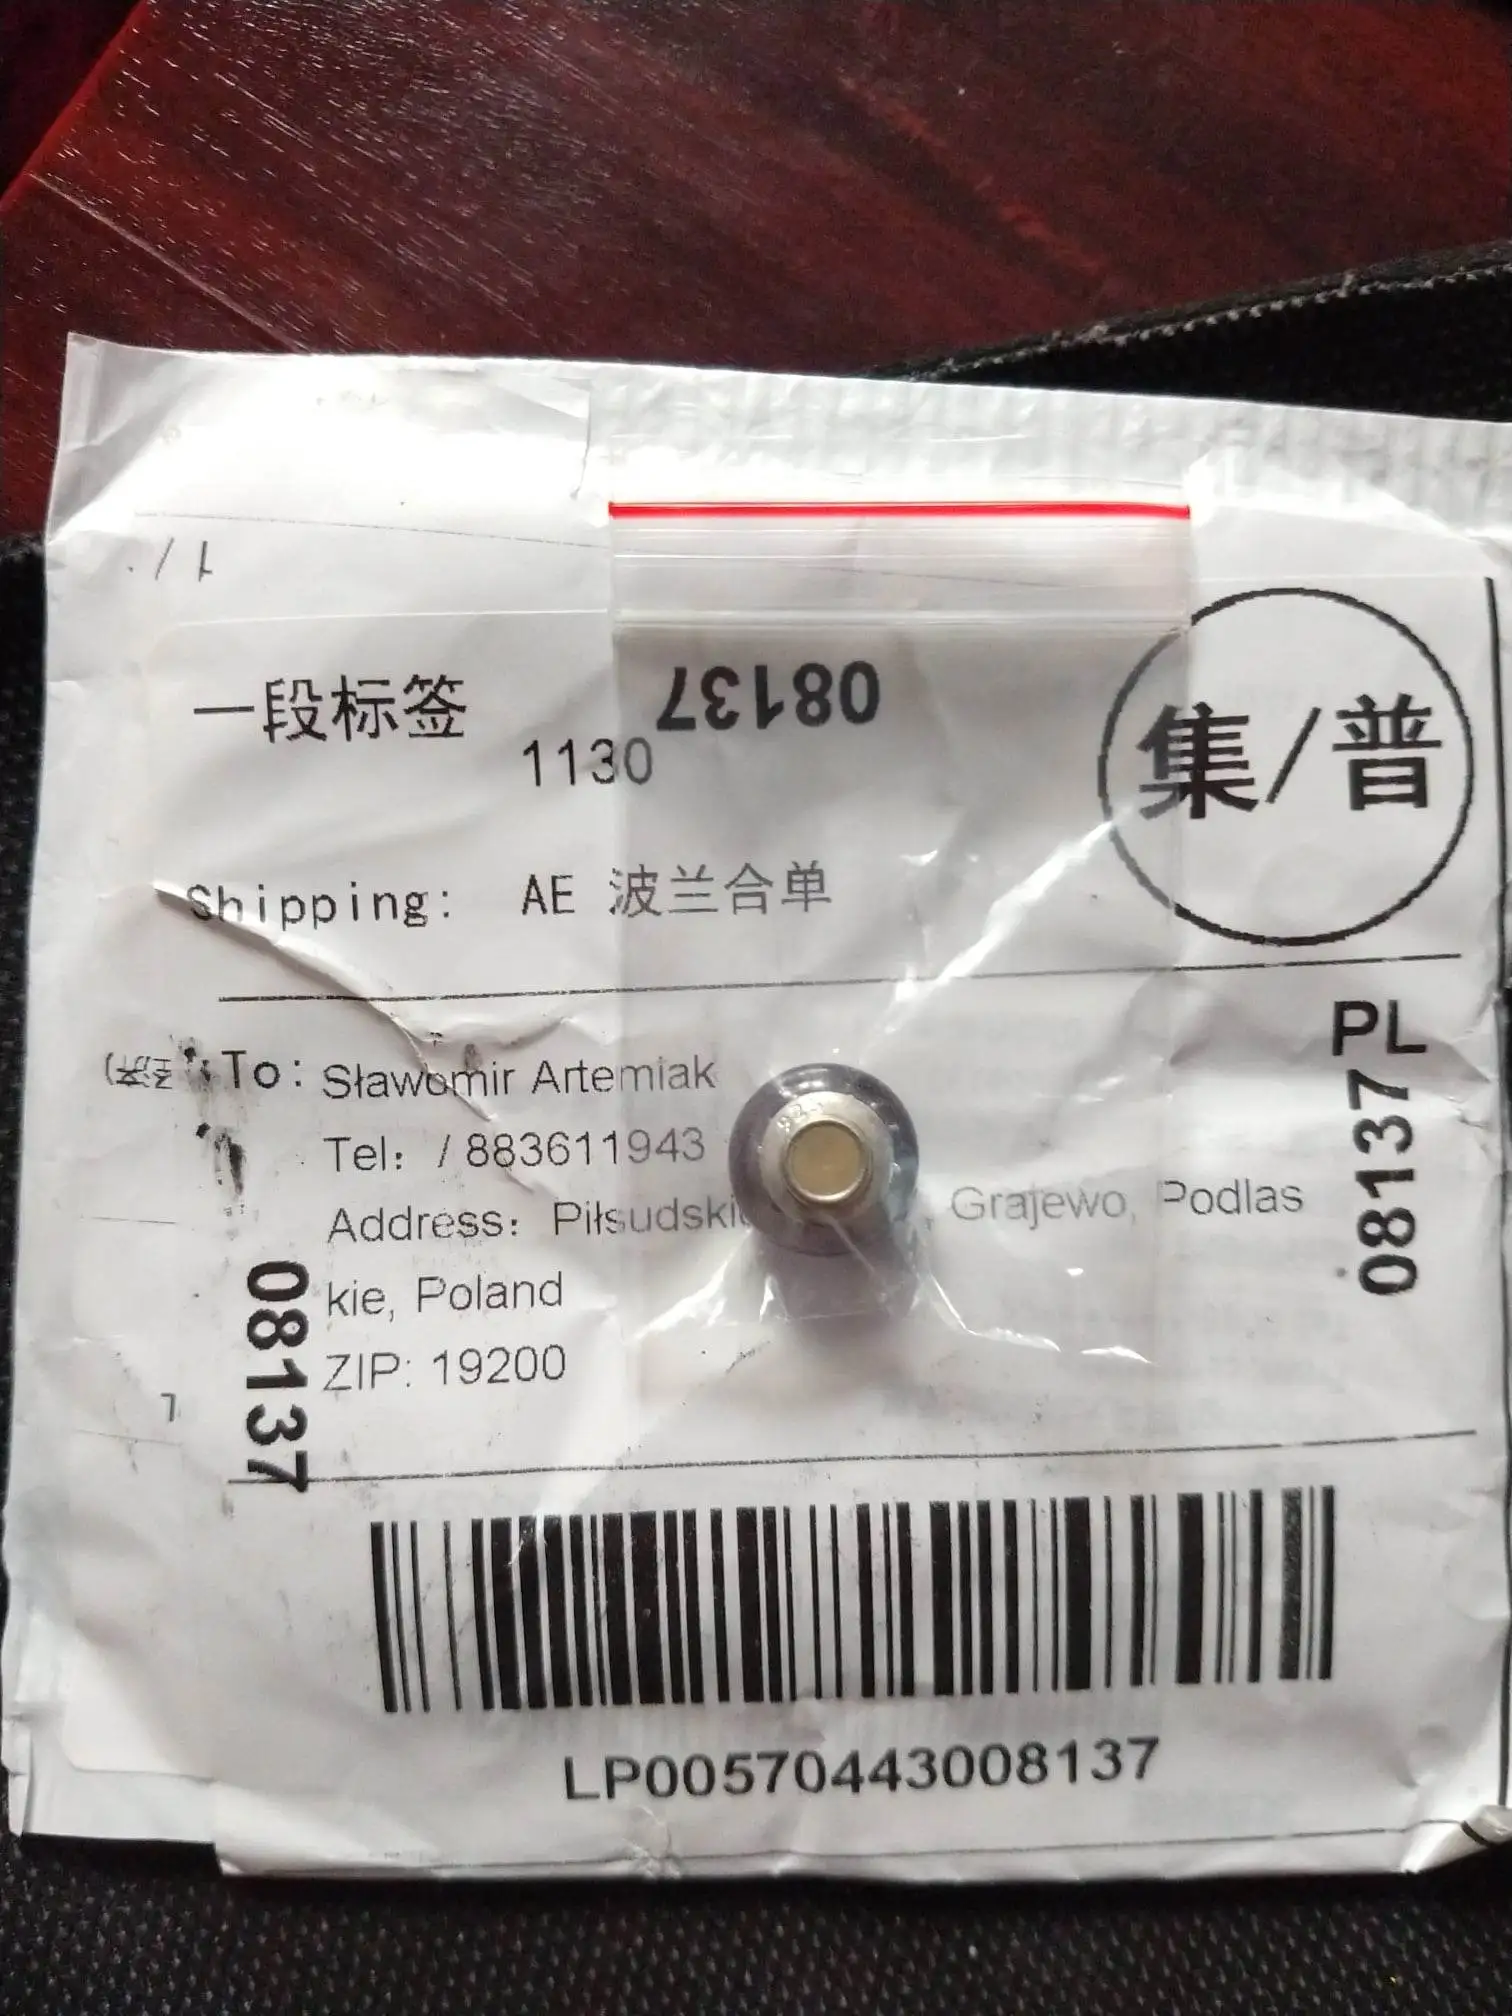 一段标签
08137
1130
集/普
Shipping: AE 波兰合单
PL
08137
To: Sławomir Artemiak
Tel: / 883611943
Address: Grajewo, Podlas
kie, Poland
ZIP: 19200
08137
LP00570443008137